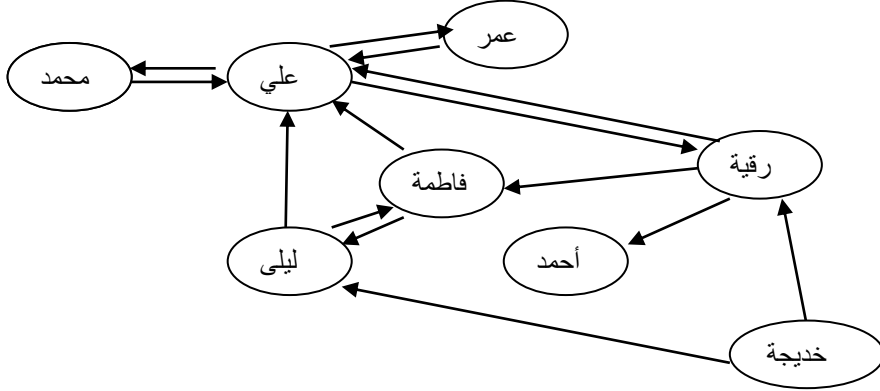 عمر
علي
محمد
رقية
فاطمة
أحمد
ليلى
خديجة